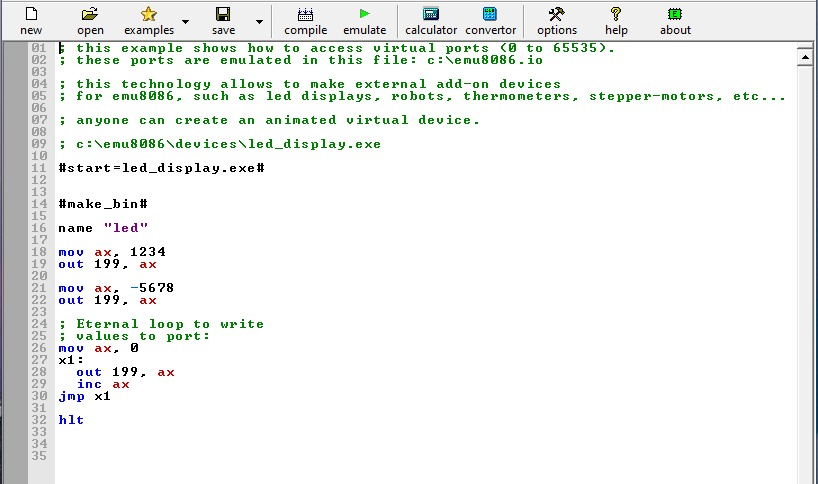 new open examples save compile emulate calculator convertor options help about
01 ; this example shows how to access virtual ports (0 to 65535).
02 ; these ports are emulated in this file: c:\emu8086.io
03
04 ; this technology allows to make external add-on devices
05 ; for emu8086, such as led displays, robots, thermometers, stepper-motors, etc...
06
07 ; anyone can create an animated virtual device.
08
09 ; c:\emu8086\devices\led_display.exe
10
11 #start=led_display.exe#
12
13
14 #make_bin#
15
16 name "led"
17
18 mov ax, 1234
19 out 199, ax
20
21 mov ax, -5678
22 out 199, ax
23
24 ; Eternal loop to write
25 ; values to port:
26 mov ax, 0
27 x1:
28 out 199, ax
29 inc ax
30 jmp x1
31
32 hlt
33
34
35